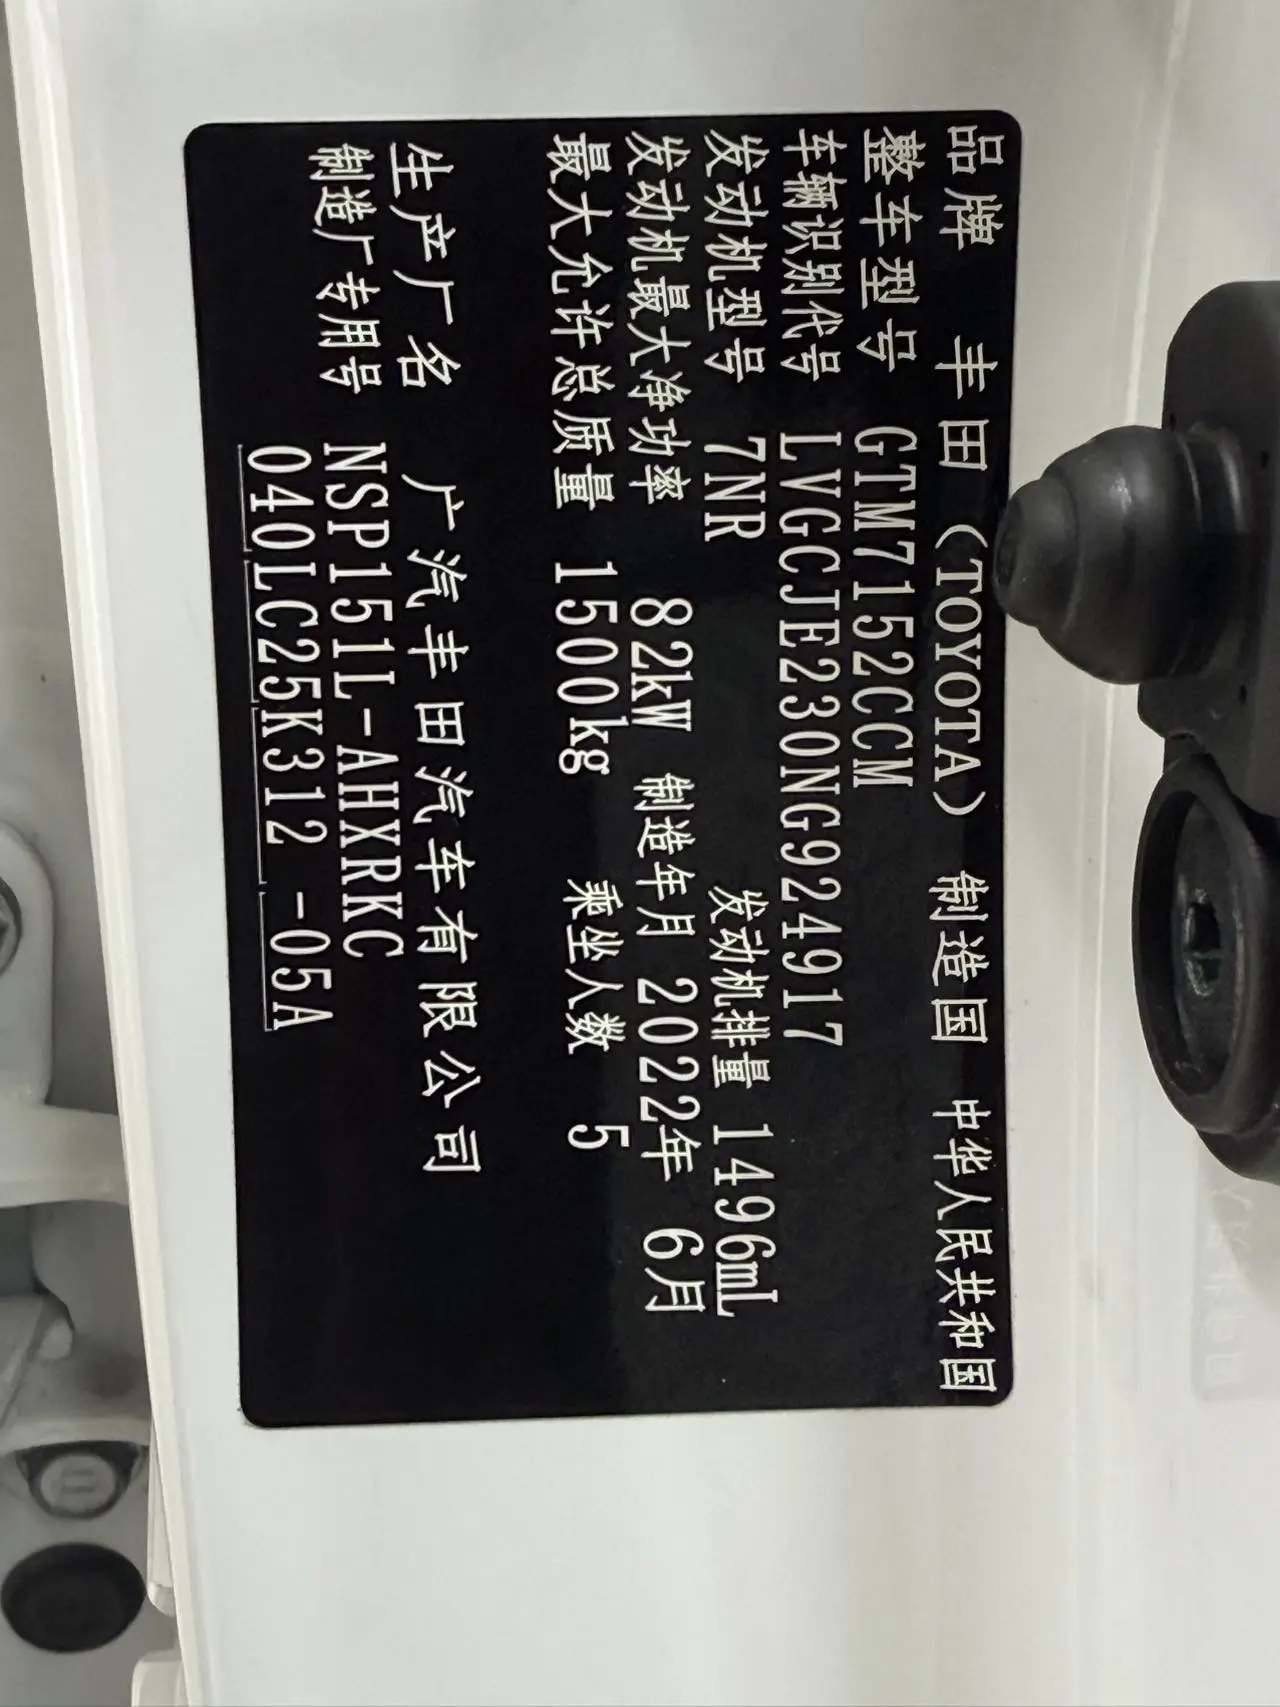 品牌 丰田（TOYOTA） 制造国 中华人民共和国
整车型号 GTM7152CCM
车辆识别代号 LVGCJE230NG924917
发动机型号 7NR 发动机排量 1496mL
发动机最大净功率 82kW 制造年月 2022年 6月
最大允许总质量 1500kg 乘坐人数 5
生产厂名 广汽丰田汽车有限公司
制造厂专用号 NSP151L-AHXRKC
040LC25K312 -05A